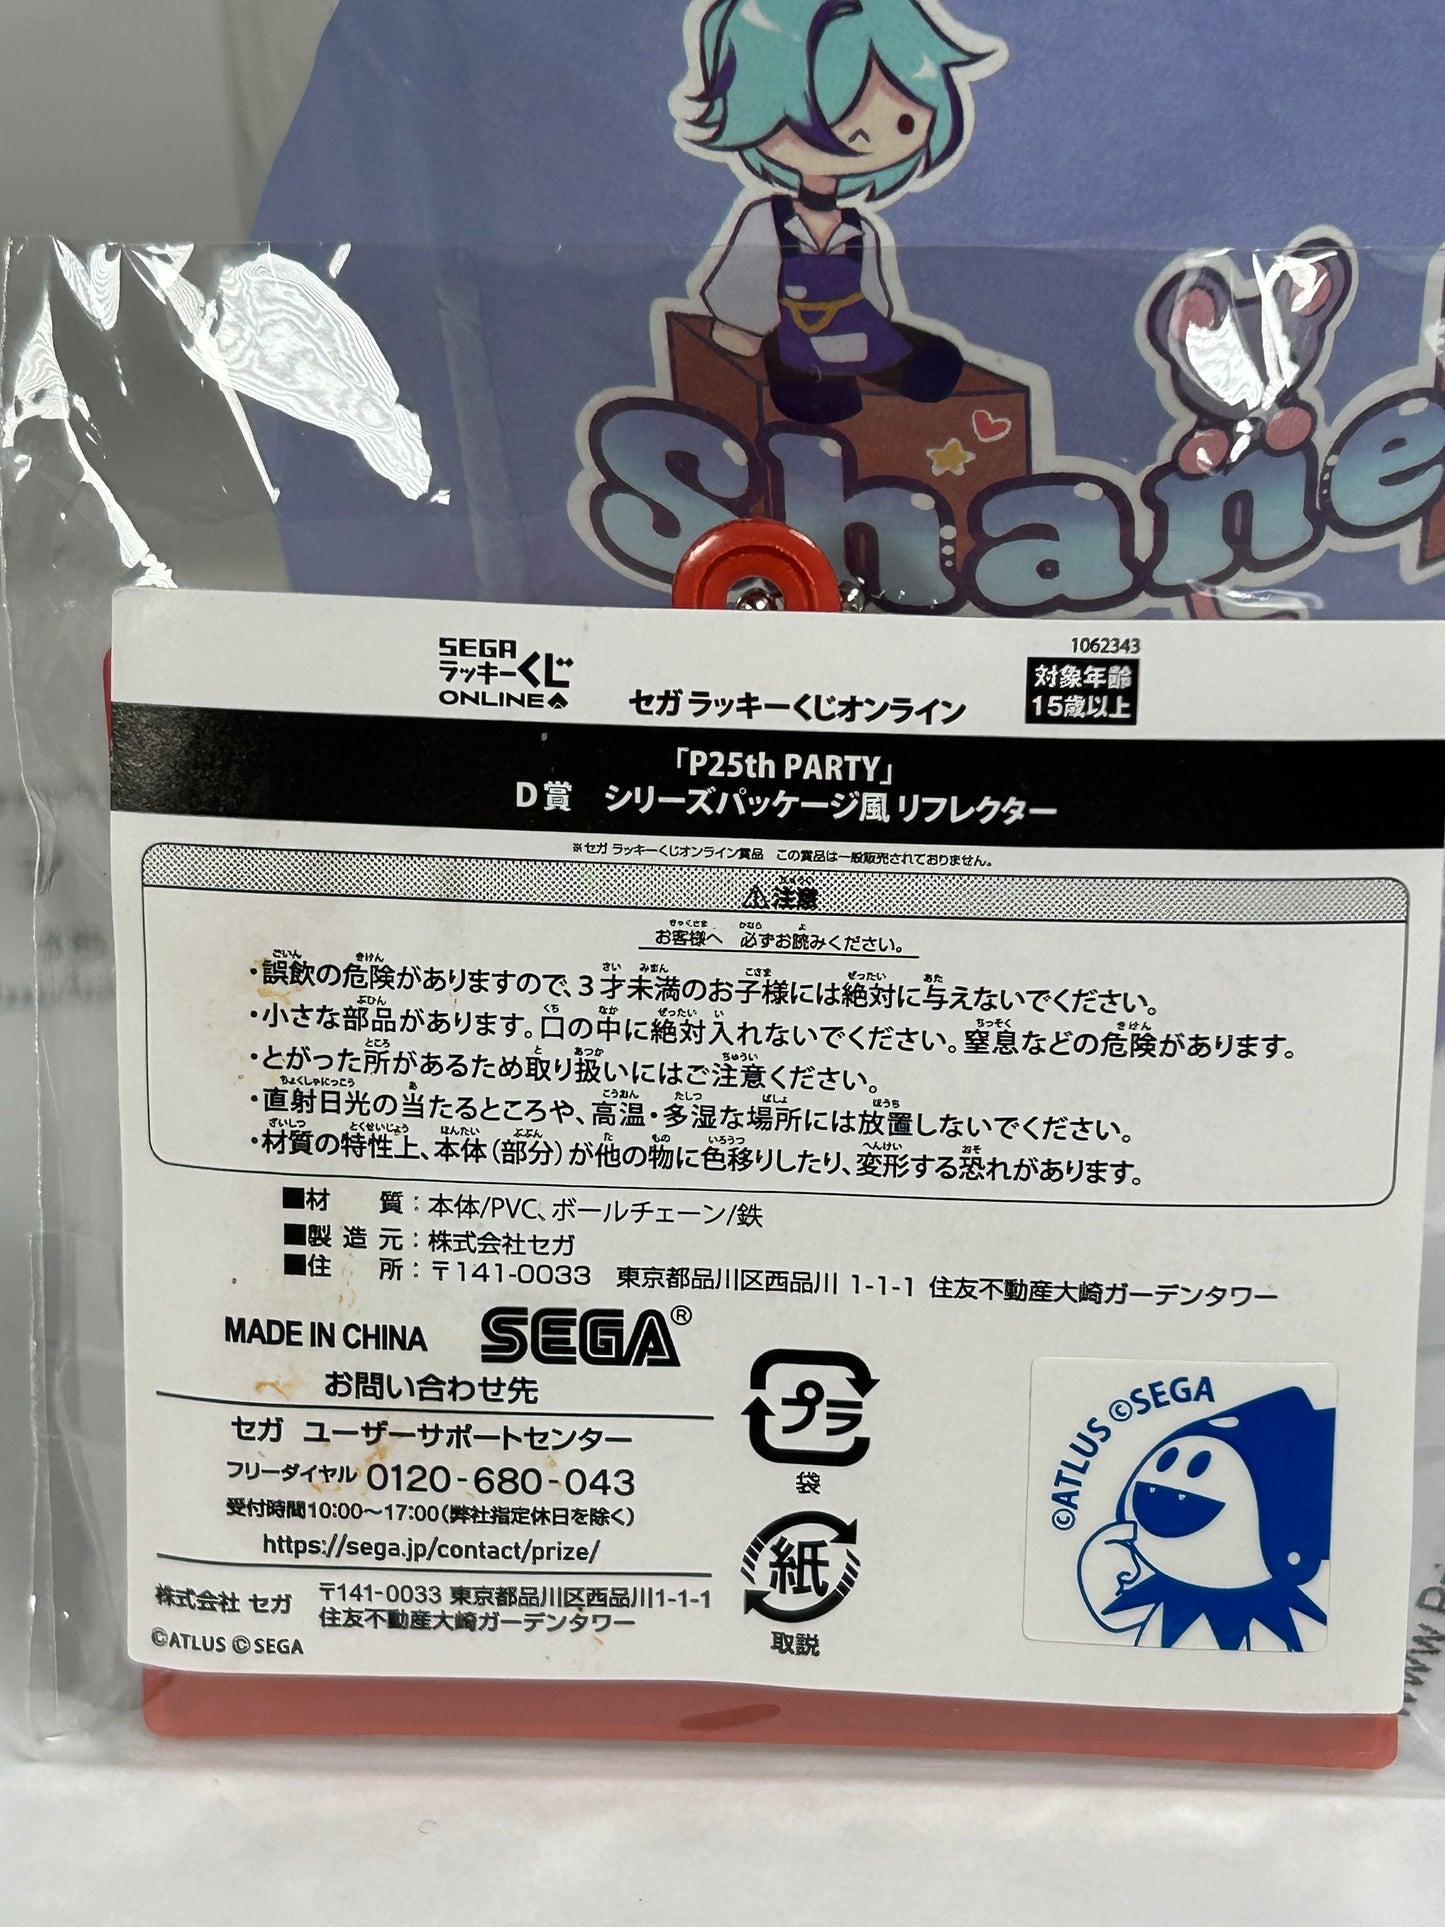 Shane
SEGA
ラッキーくじ
ONLINE
セガ ラッキーくじオンライン
1062343
対象年齢
15歳以上
「P25th PARTY」
D賞 シリーズパッケージ風 リフレクター
※セガ ラッキーくじオンライン賞品 この賞品は一般販売されておりません。
⚠注意
お客様へ 必ずお読みください。
・誤飲の危険がありますので、3才未満のお子様には絶対に与えないでください。
・小さな部品があります。口の中に絶対入れないでください。窒息などの危険があります。
・とがった所があるため取り扱いにはご注意ください。
・直射日光の当たるところや、高温・多湿な場所には放置しないでください。
・材質の特性上、本体(部分)が他の物に色移りしたり、変形する恐れがあります。
■材 質：本体/PVC、ボールチェーン/鉄
■製 造 元：株式会社セガ
■住 所：〒141-0033 東京都品川区西品川 1-1-1 住友不動産大崎ガーデンタワー
MADE IN CHINA
SEGA®
お問い合わせ先
セガ ユーザーサポートセンター
フリーダイヤル 0120-680-043
受付時間10:00〜17:00(弊社指定休日を除く)
https://sega.jp/contact/prize/
株式会社 セガ 〒141-0033 東京都品川区西品川1-1-1
住友不動産大崎ガーデンタワー
©ATLUS ©SEGA
プラ
袋
紙
取説
©ATLUS ©SEGA